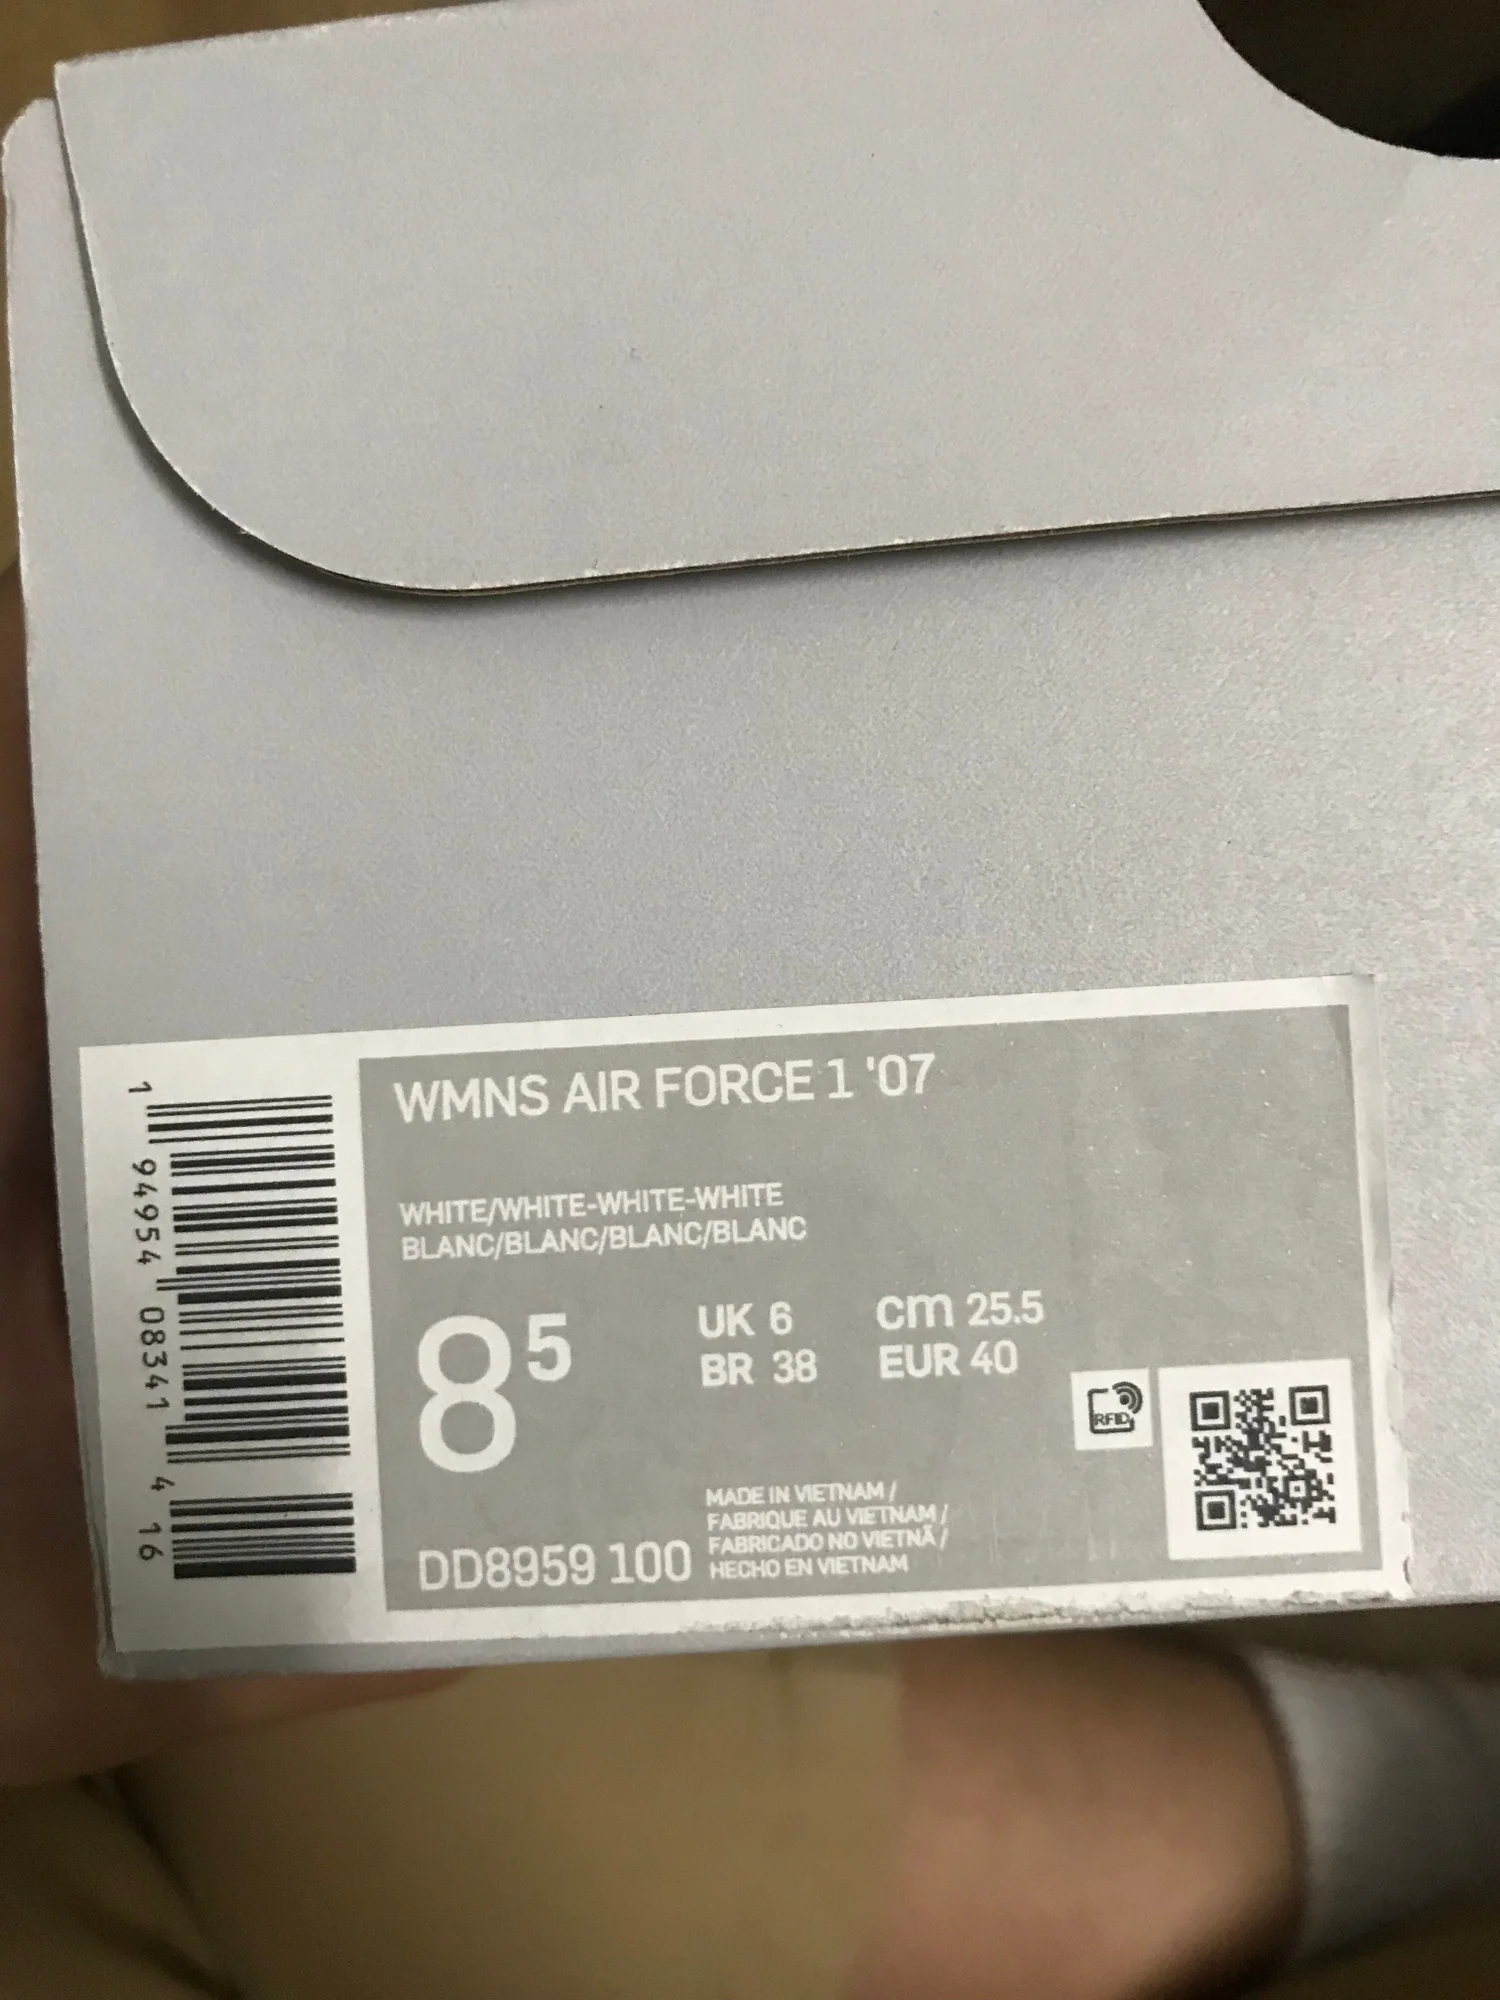 WMNS AIR FORCE 1 '07
WHITE/WHITE-WHITE-WHITE
BLANC/BLANC/BLANC/BLANC
8 5
UK 6
BR 38
cm 25.5
EUR 40
RFID
MADE IN VIETNAM /
FABRIQUE AU VIETNAM /
FABRICADO NO VIETNÃ /
HECHO EN VIETNAM
DD8959 100
1 94954 08341 4 16